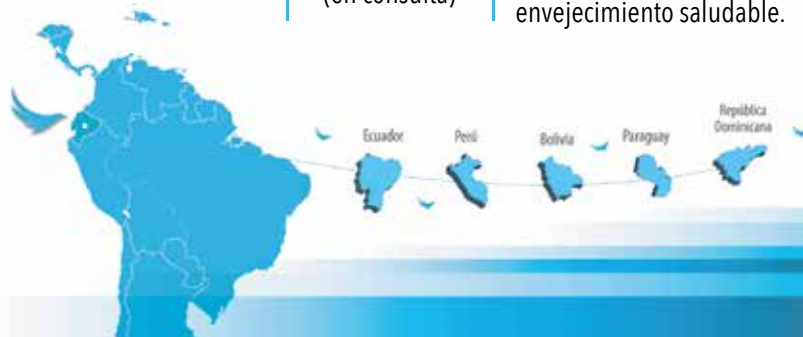 (en consulta)
envejecimiento saludable.
Ecuador
Perú
Bolivia
Paraguay
República
Dominicana